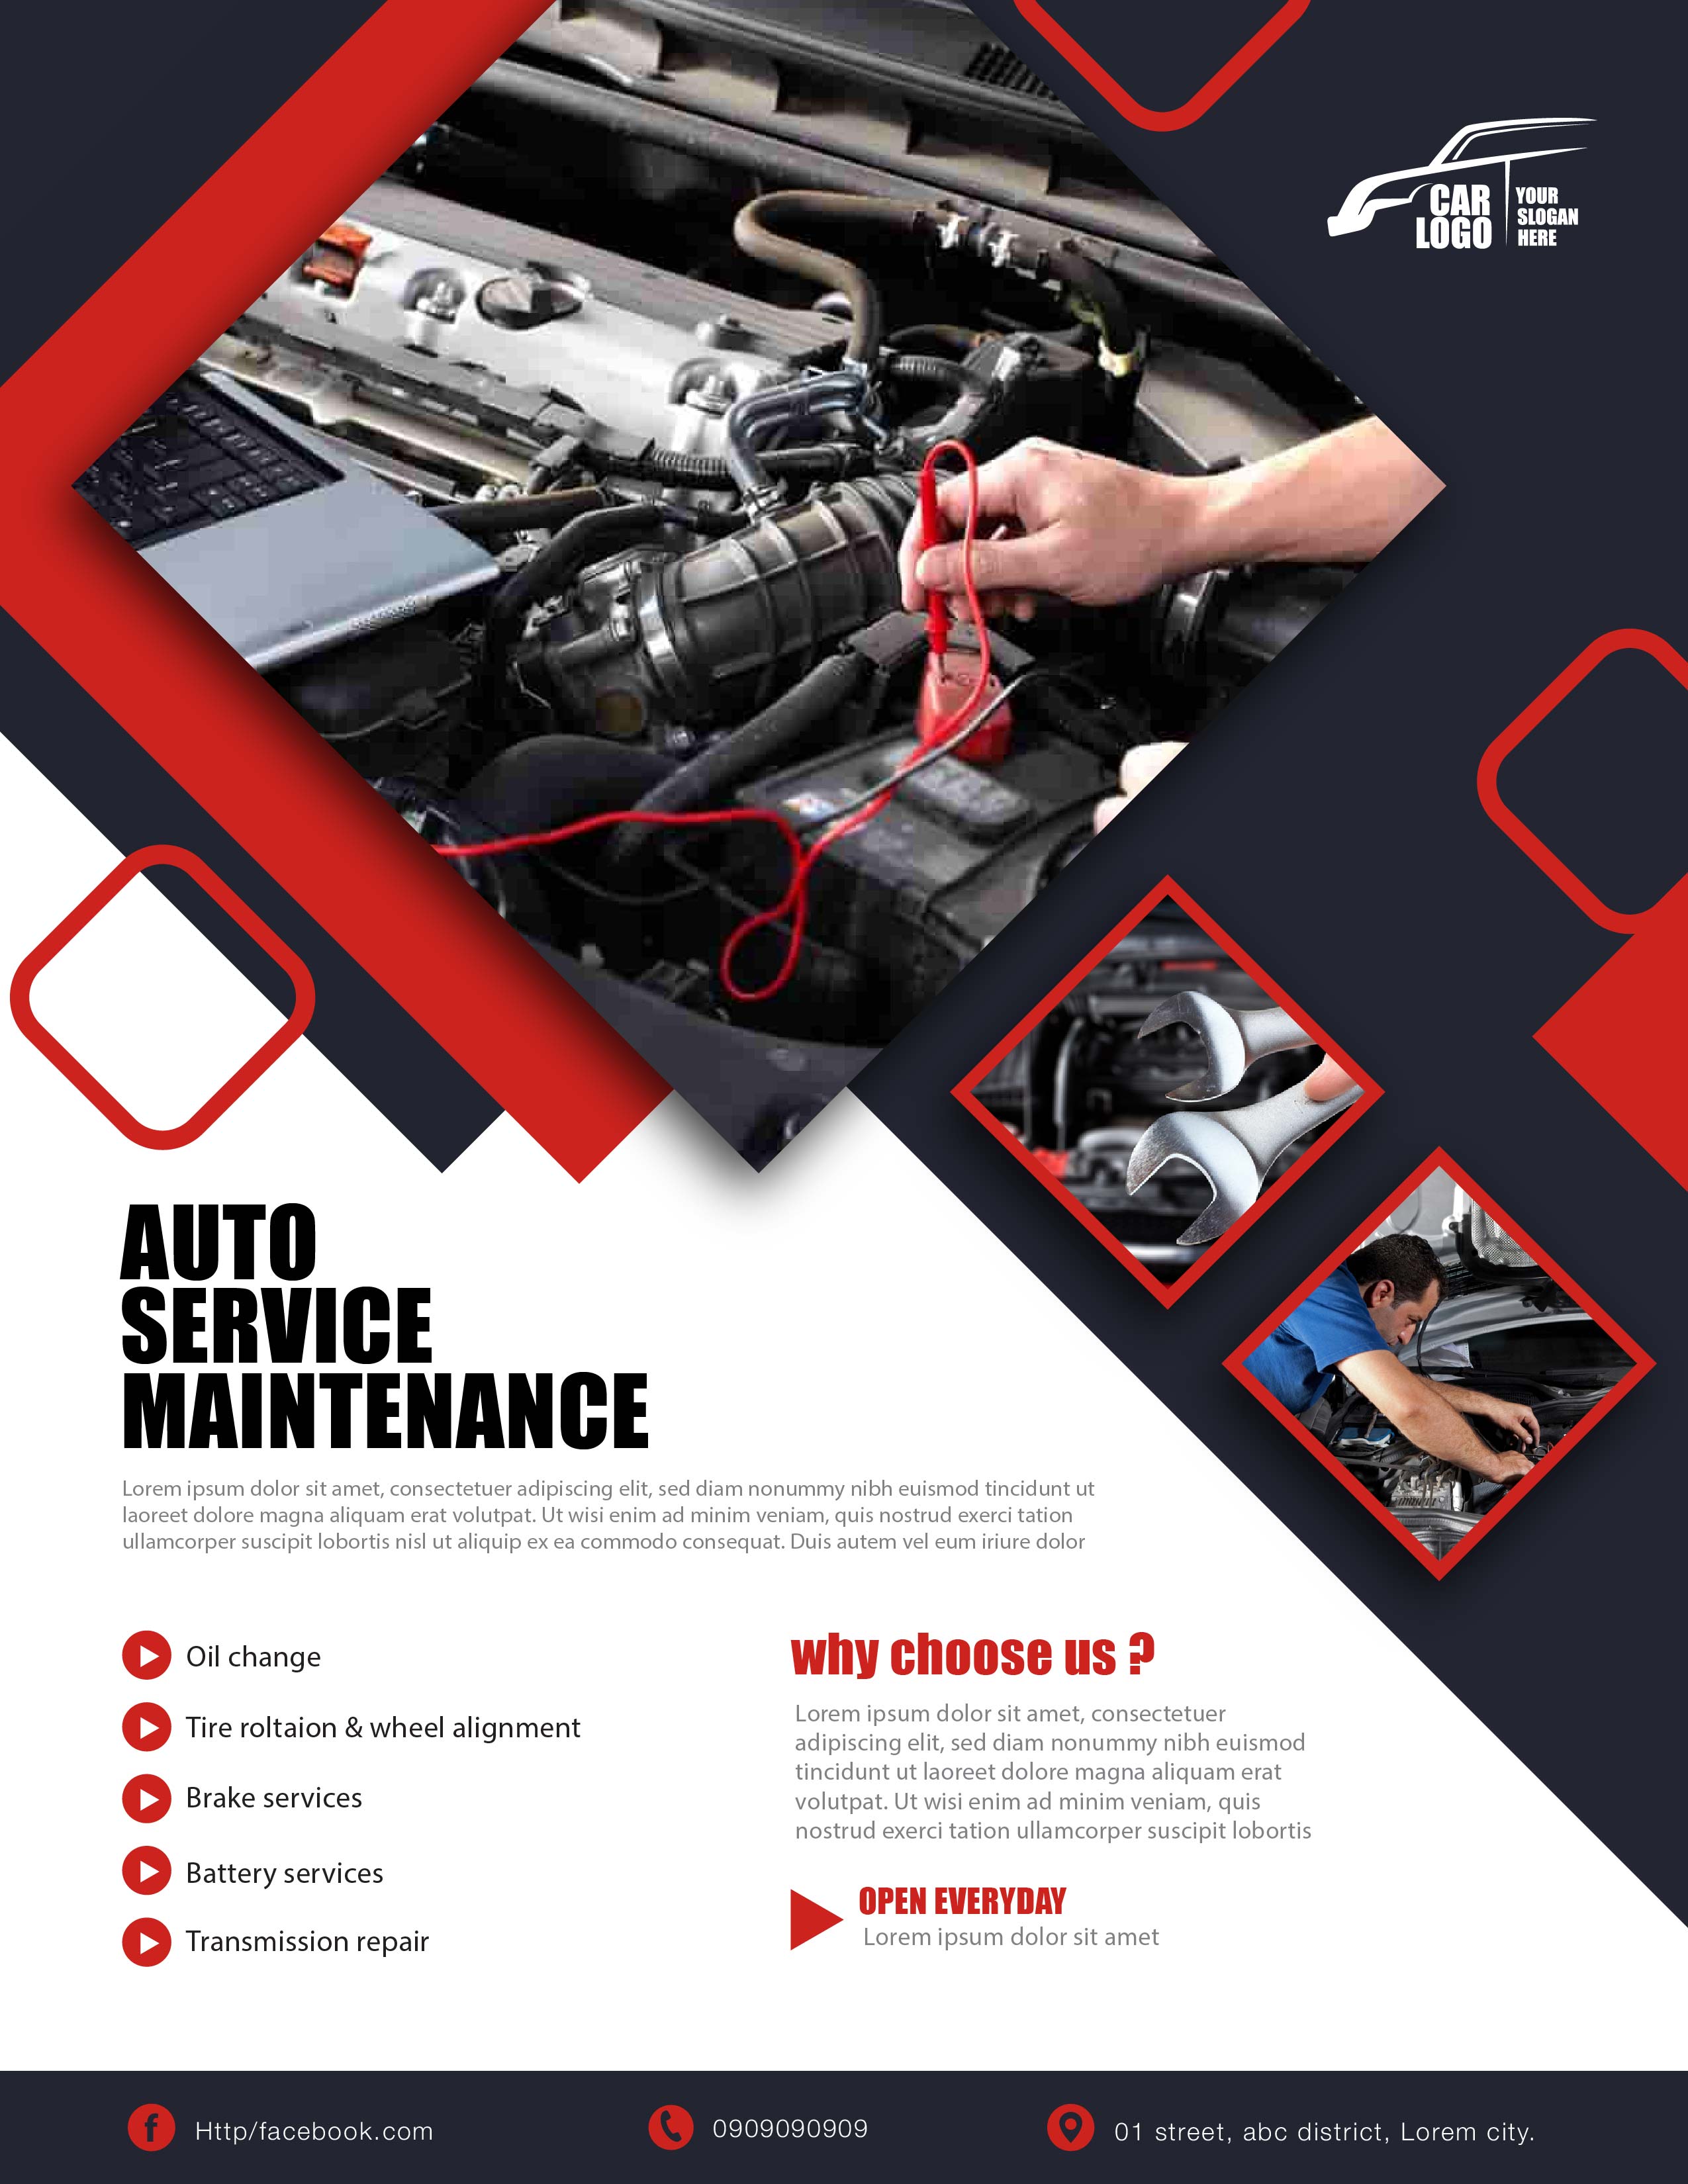 CAR
LOGO
YOUR
SLOGAN
HERE
AUTO
SERVICE
MAINTENANCE
Lorem ipsum dolor sit amet, consectetuer adipiscing elit, sed diam nonummy nibh euismod tincidunt ut
laoreet dolore magna aliquam erat volutpat. Ut wisi enim ad minim veniam, quis nostrud exerci tation
ullamcorper suscipit lobortis nisl ut aliquip ex ea commodo consequat. Duis autem vel eum iriure dolor
Oil change
Tire roltaion & wheel alignment
Brake services
Battery services
Transmission repair
why choose us ?
Lorem ipsum dolor sit amet, consectetuer
adipiscing elit, sed diam nonummy nibh euismod
tincidunt ut laoreet dolore magna aliquam erat
volutpat. Ut wisi enim ad minim veniam, quis
nostrud exerci tation ullamcorper suscipit lobortis
OPEN EVERYDAY
Lorem ipsum dolor sit amet
Http/facebook.com
0909090909
01 street, abc district, Lorem city.